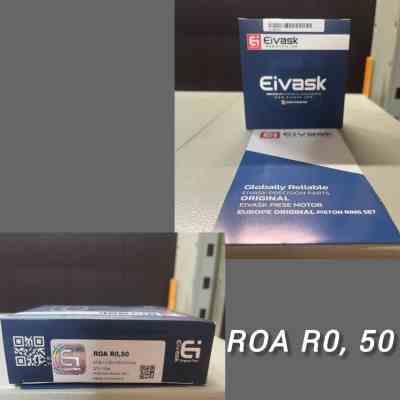 Eivask
Eivask
EIVASK
Globally Reliable
EIVASK PRECISION PARTS
ORIGINAL
EIVASK PIESE MOTOR
EUROPE ORIGINAL PISTON RING SET
ROA R0,50
ROA R0, 50